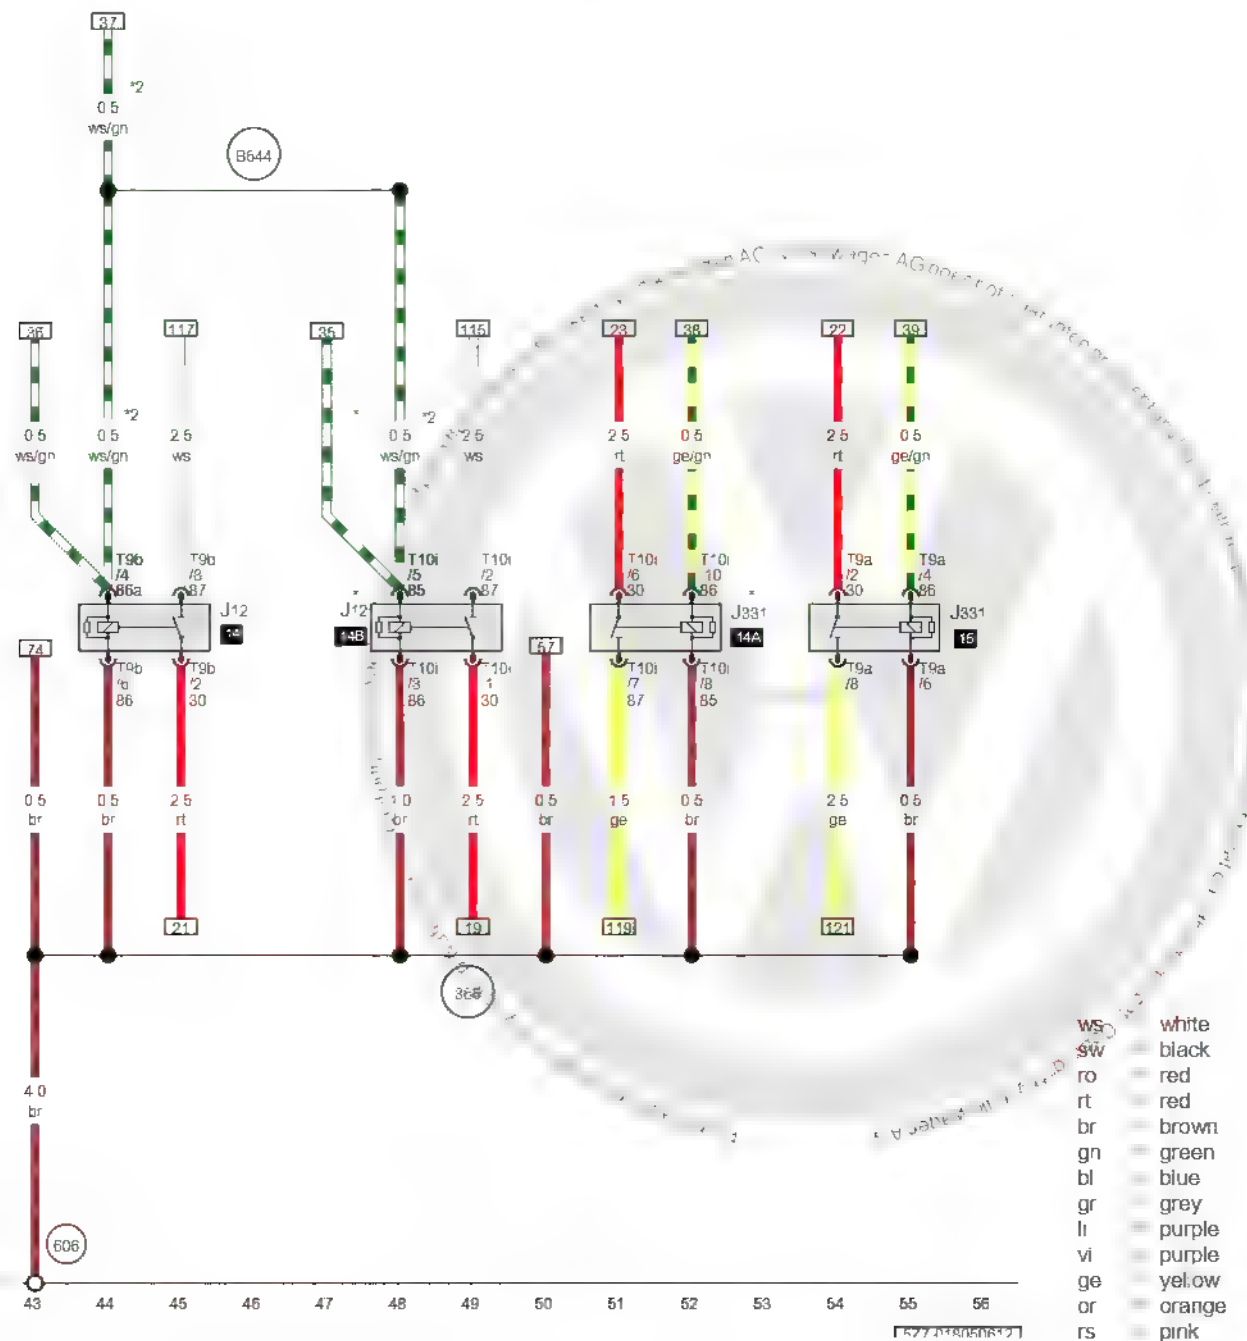 37
*2
0.5
ws/gn
B644
36
117
35
115
23
38
22
39
*2
*
*2
0.5
ws/gn
0.5
ws/gn
2.5
ws
0.5
ws/gn
2.5
ws
2.5
rt
0.5
ge/gn
2.5
rt
0.5
ge/gn
T9b
/4
86a
T9b
/8
87
T10i
/5
85
T10i
/2
87
T10i
/6
30
T10i
10
86
T9a
/2
30
T9a
/4
86
*
*
J12
14
J12
14B
J331
14A
J331
15
74
57
T9b
/6
86
T9b
/2
30
T10i
/3
86
T10i
1
30
T10i
/7
87
T10i
/8
85
T9a
/8
T9a
/6
0.5
br
0.5
br
2.5
rt
1.0
br
2.5
rt
0.5
br
1.5
ge
0.5
br
2.5
ge
0.5
br
21
19
119
121
366
4.0
br
606
43 44 45 46 47 48 49 50 51 52 53 54 55 56
577-018050612
ws = white
sw = black
ro = red
rt = red
br = brown
gn = green
bl = blue
gr = grey
li = purple
vi = purple
ge = yellow
or = orange
rs = pink